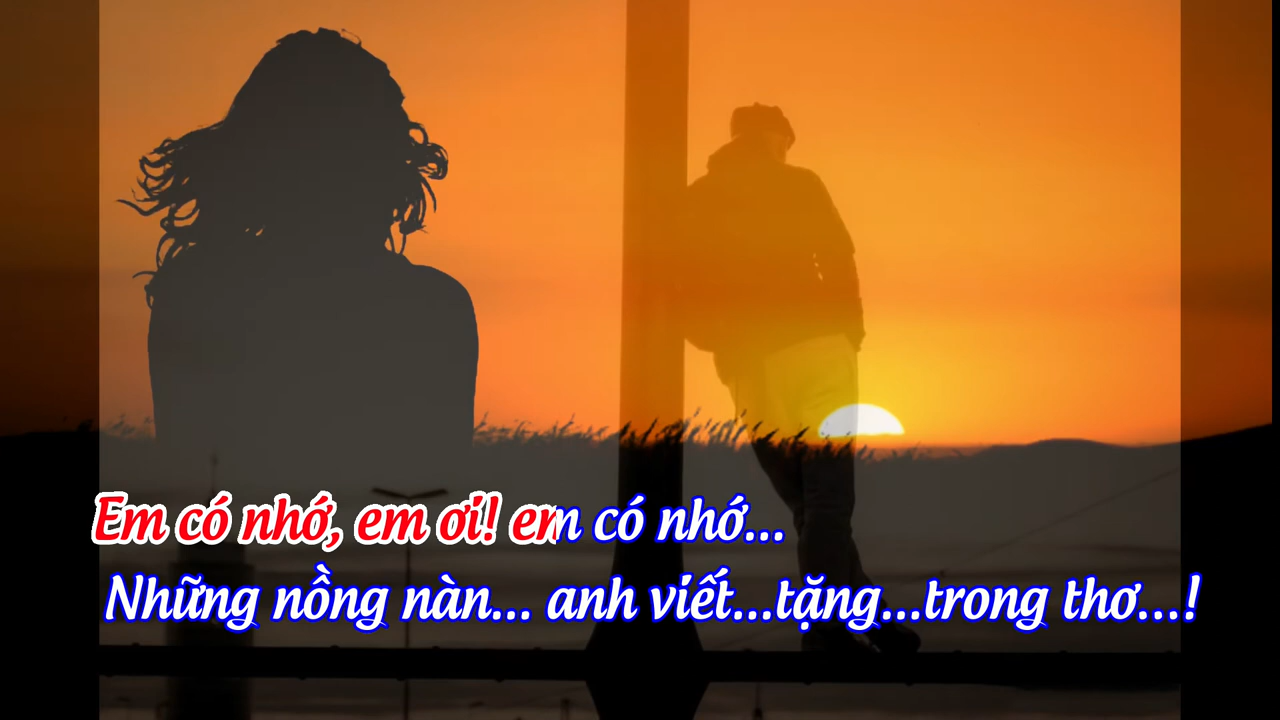 Em có nhớ, em ơi! em có nhớ...
Những nồng nàn... anh viết...tặng...trong thơ...!